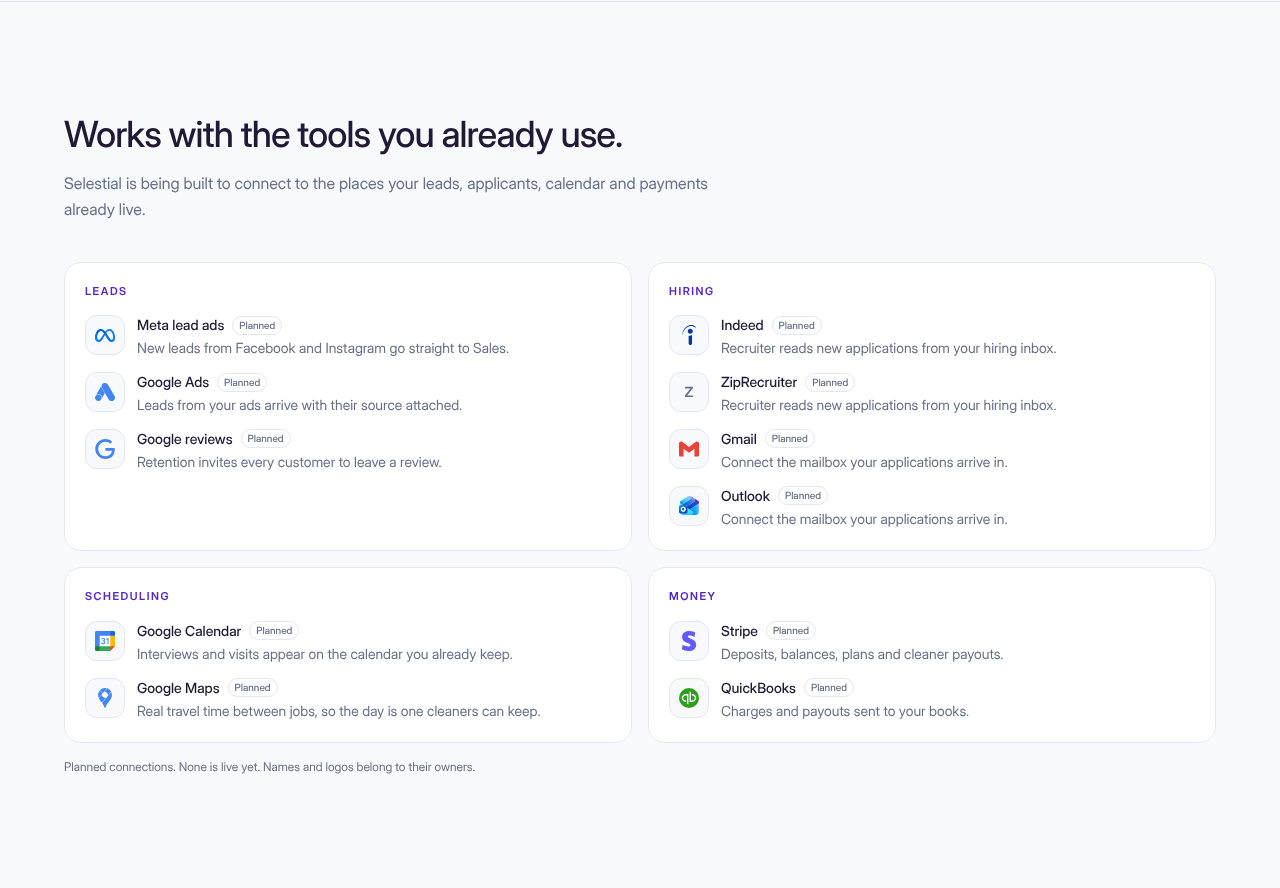 Works with the tools you already use.
Selestial is being built to connect to the places your leads, applicants, calendar and payments
already live.
LEADS
Meta lead ads Planned
New leads from Facebook and Instagram go straight to Sales.
Google Ads Planned
Leads from your ads arrive with their source attached.
Google reviews Planned
Retention invites every customer to leave a review.
HIRING
Indeed Planned
Recruiter reads new applications from your hiring inbox.
Z
ZipRecruiter Planned
Recruiter reads new applications from your hiring inbox.
Gmail Planned
Connect the mailbox your applications arrive in.
Outlook Planned
Connect the mailbox your applications arrive in.
SCHEDULING
31
Google Calendar Planned
Interviews and visits appear on the calendar you already keep.
Google Maps Planned
Real travel time between jobs, so the day is one cleaners can keep.
MONEY
Stripe Planned
Deposits, balances, plans and cleaner payouts.
qb
QuickBooks Planned
Charges and payouts sent to your books.
Planned connections. None is live yet. Names and logos belong to their owners.